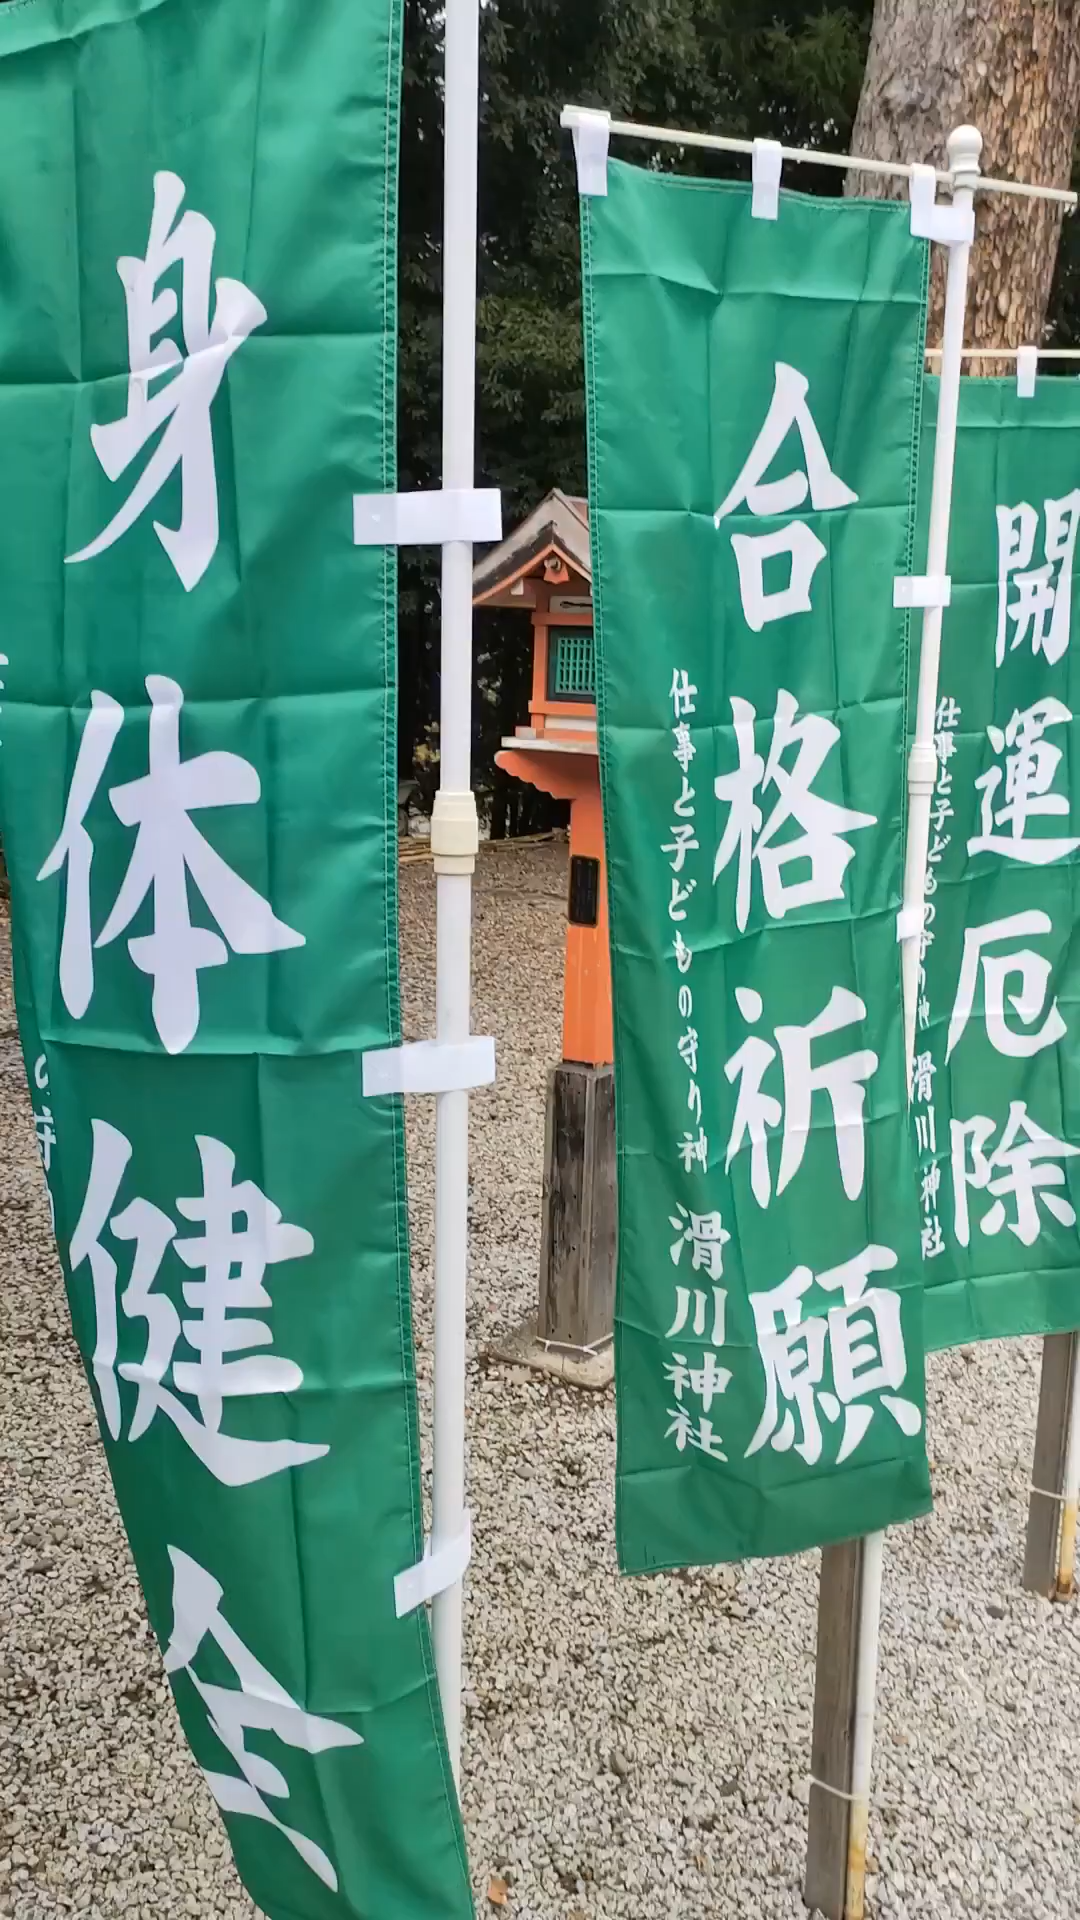 身体健全
合格祈願
仕事と子どもの守り神 滑川神社
開運厄除
仕事と子どもの守り神 滑川神社